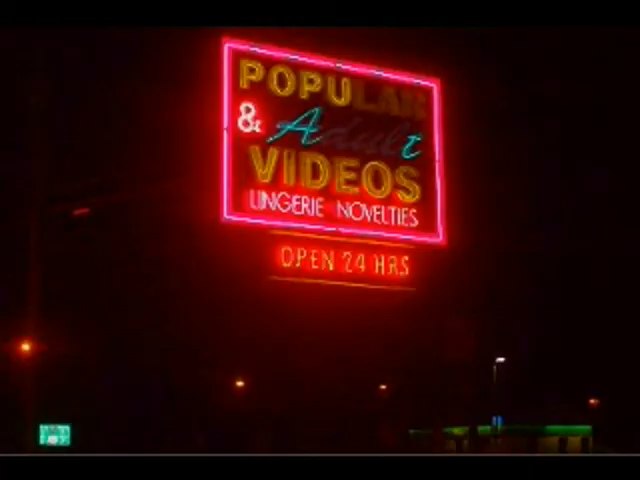 POPULAR
& Adult
VIDEOS
LINGERIE NOVELTIES
OPEN 24 HRS